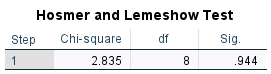 Hosmer and Lemeshow Test
Step Chi-square df Sig.
1 2.835 8 .944